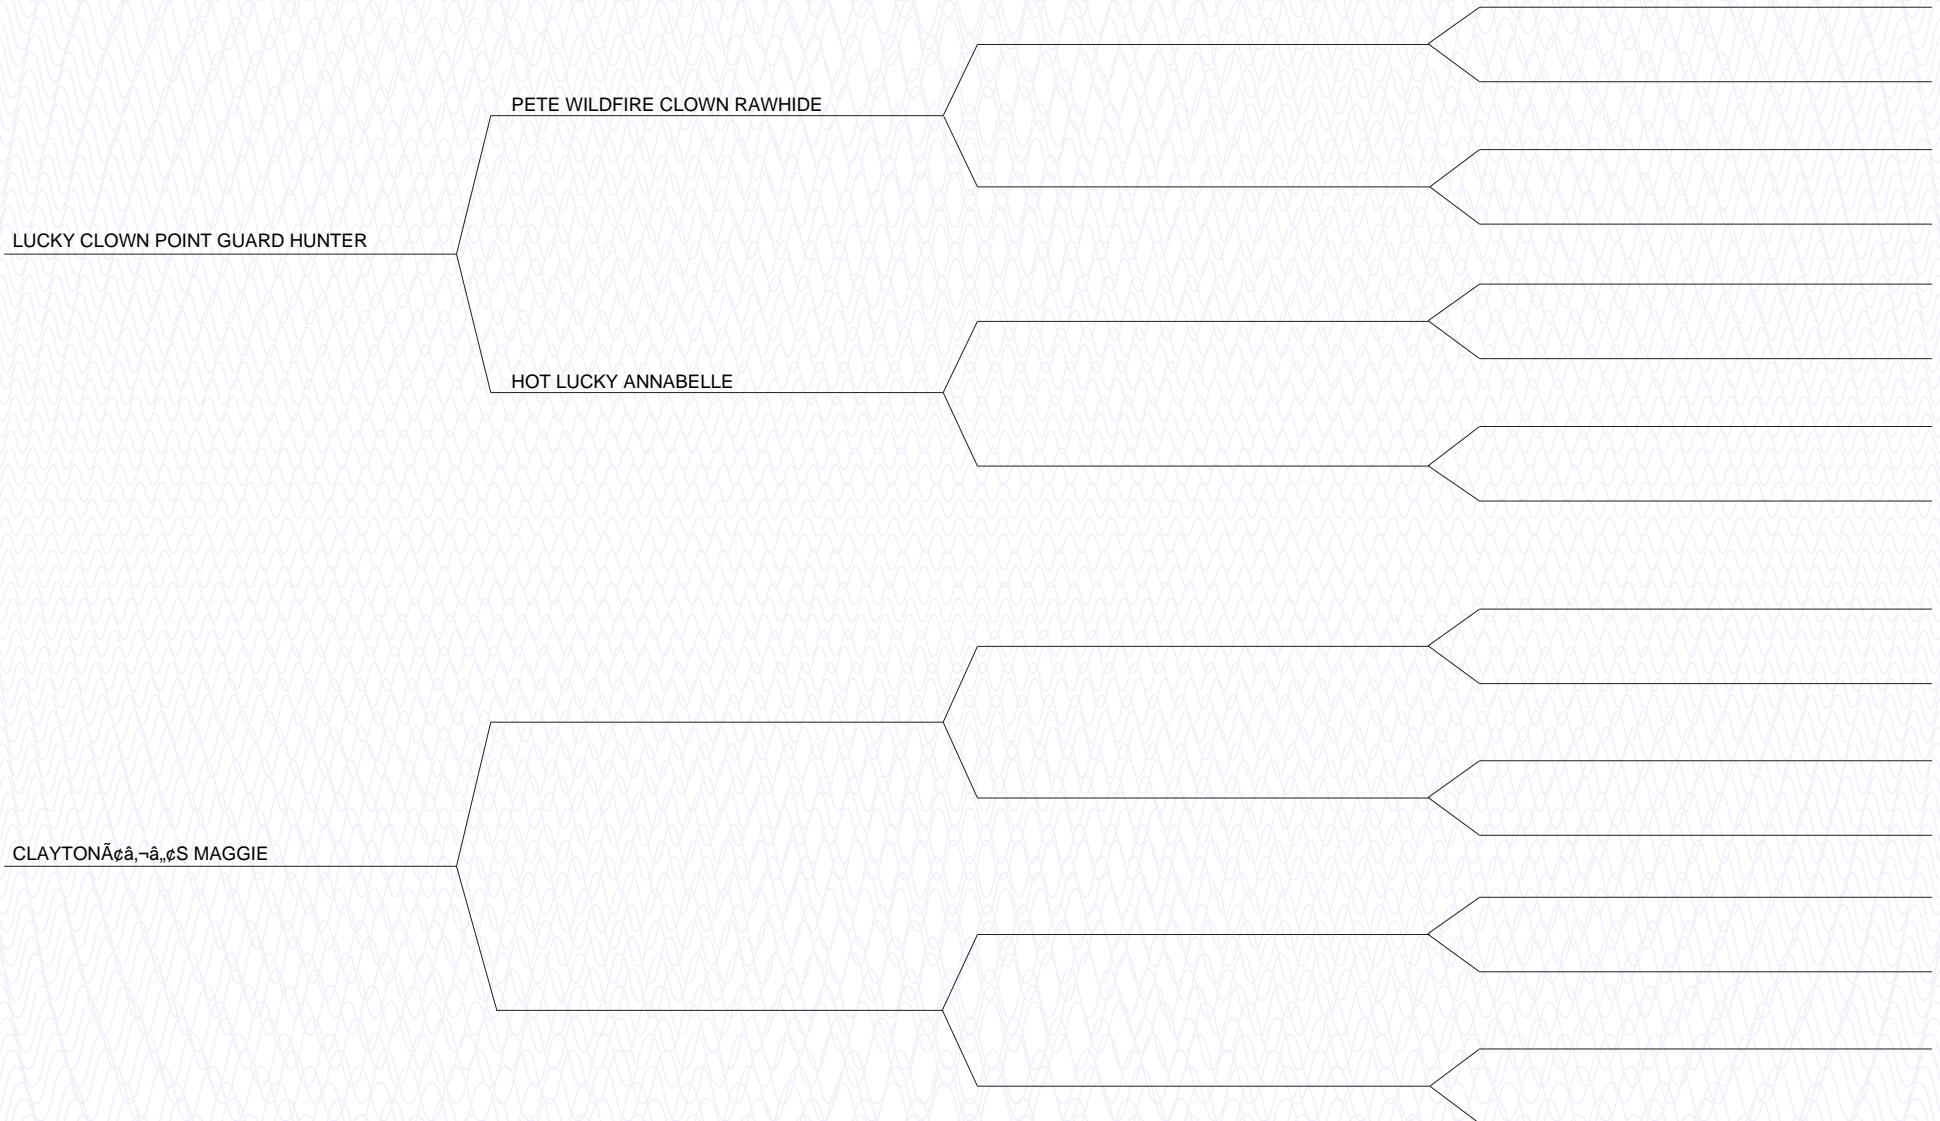 PETE WILDFIRE CLOWN RAWHIDE
LUCKY CLOWN POINT GUARD HUNTER
HOT LUCKY ANNABELLE
CLAYTONÃ¢â‚¬â„¢S MAGGIE